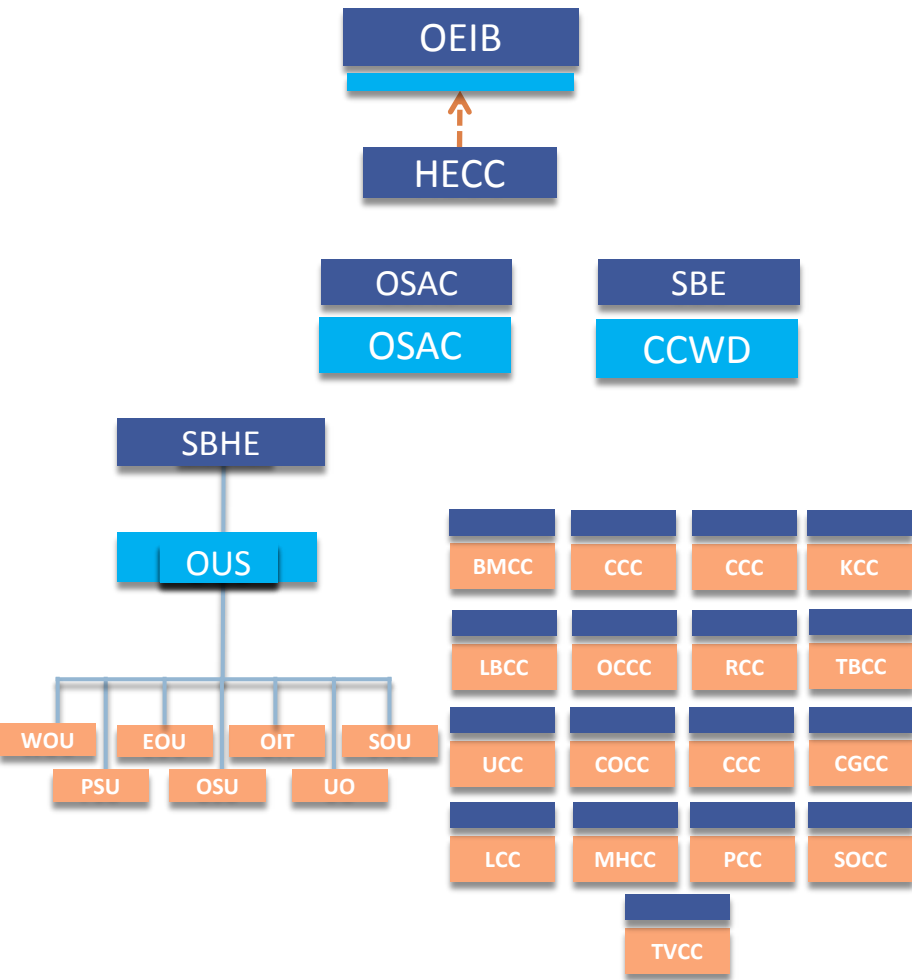 OEIB
HECC
OSAC
SBE
OSAC
CCWD
SBHE
OUS
WOU
EOU
OIT
SOU
PSU
OSU
UO
BMCC
CCC
CCC
KCC
LBCC
OCCC
RCC
TBCC
UCC
COCC
CCC
CGCC
LCC
MHCC
PCC
SOCC
TVCC